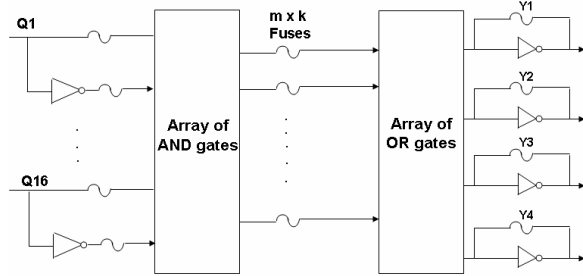 Q1
m x k
Fuses
Y1
Y2
Array of
AND gates
Array of
OR gates
Y3
Q16
Y4